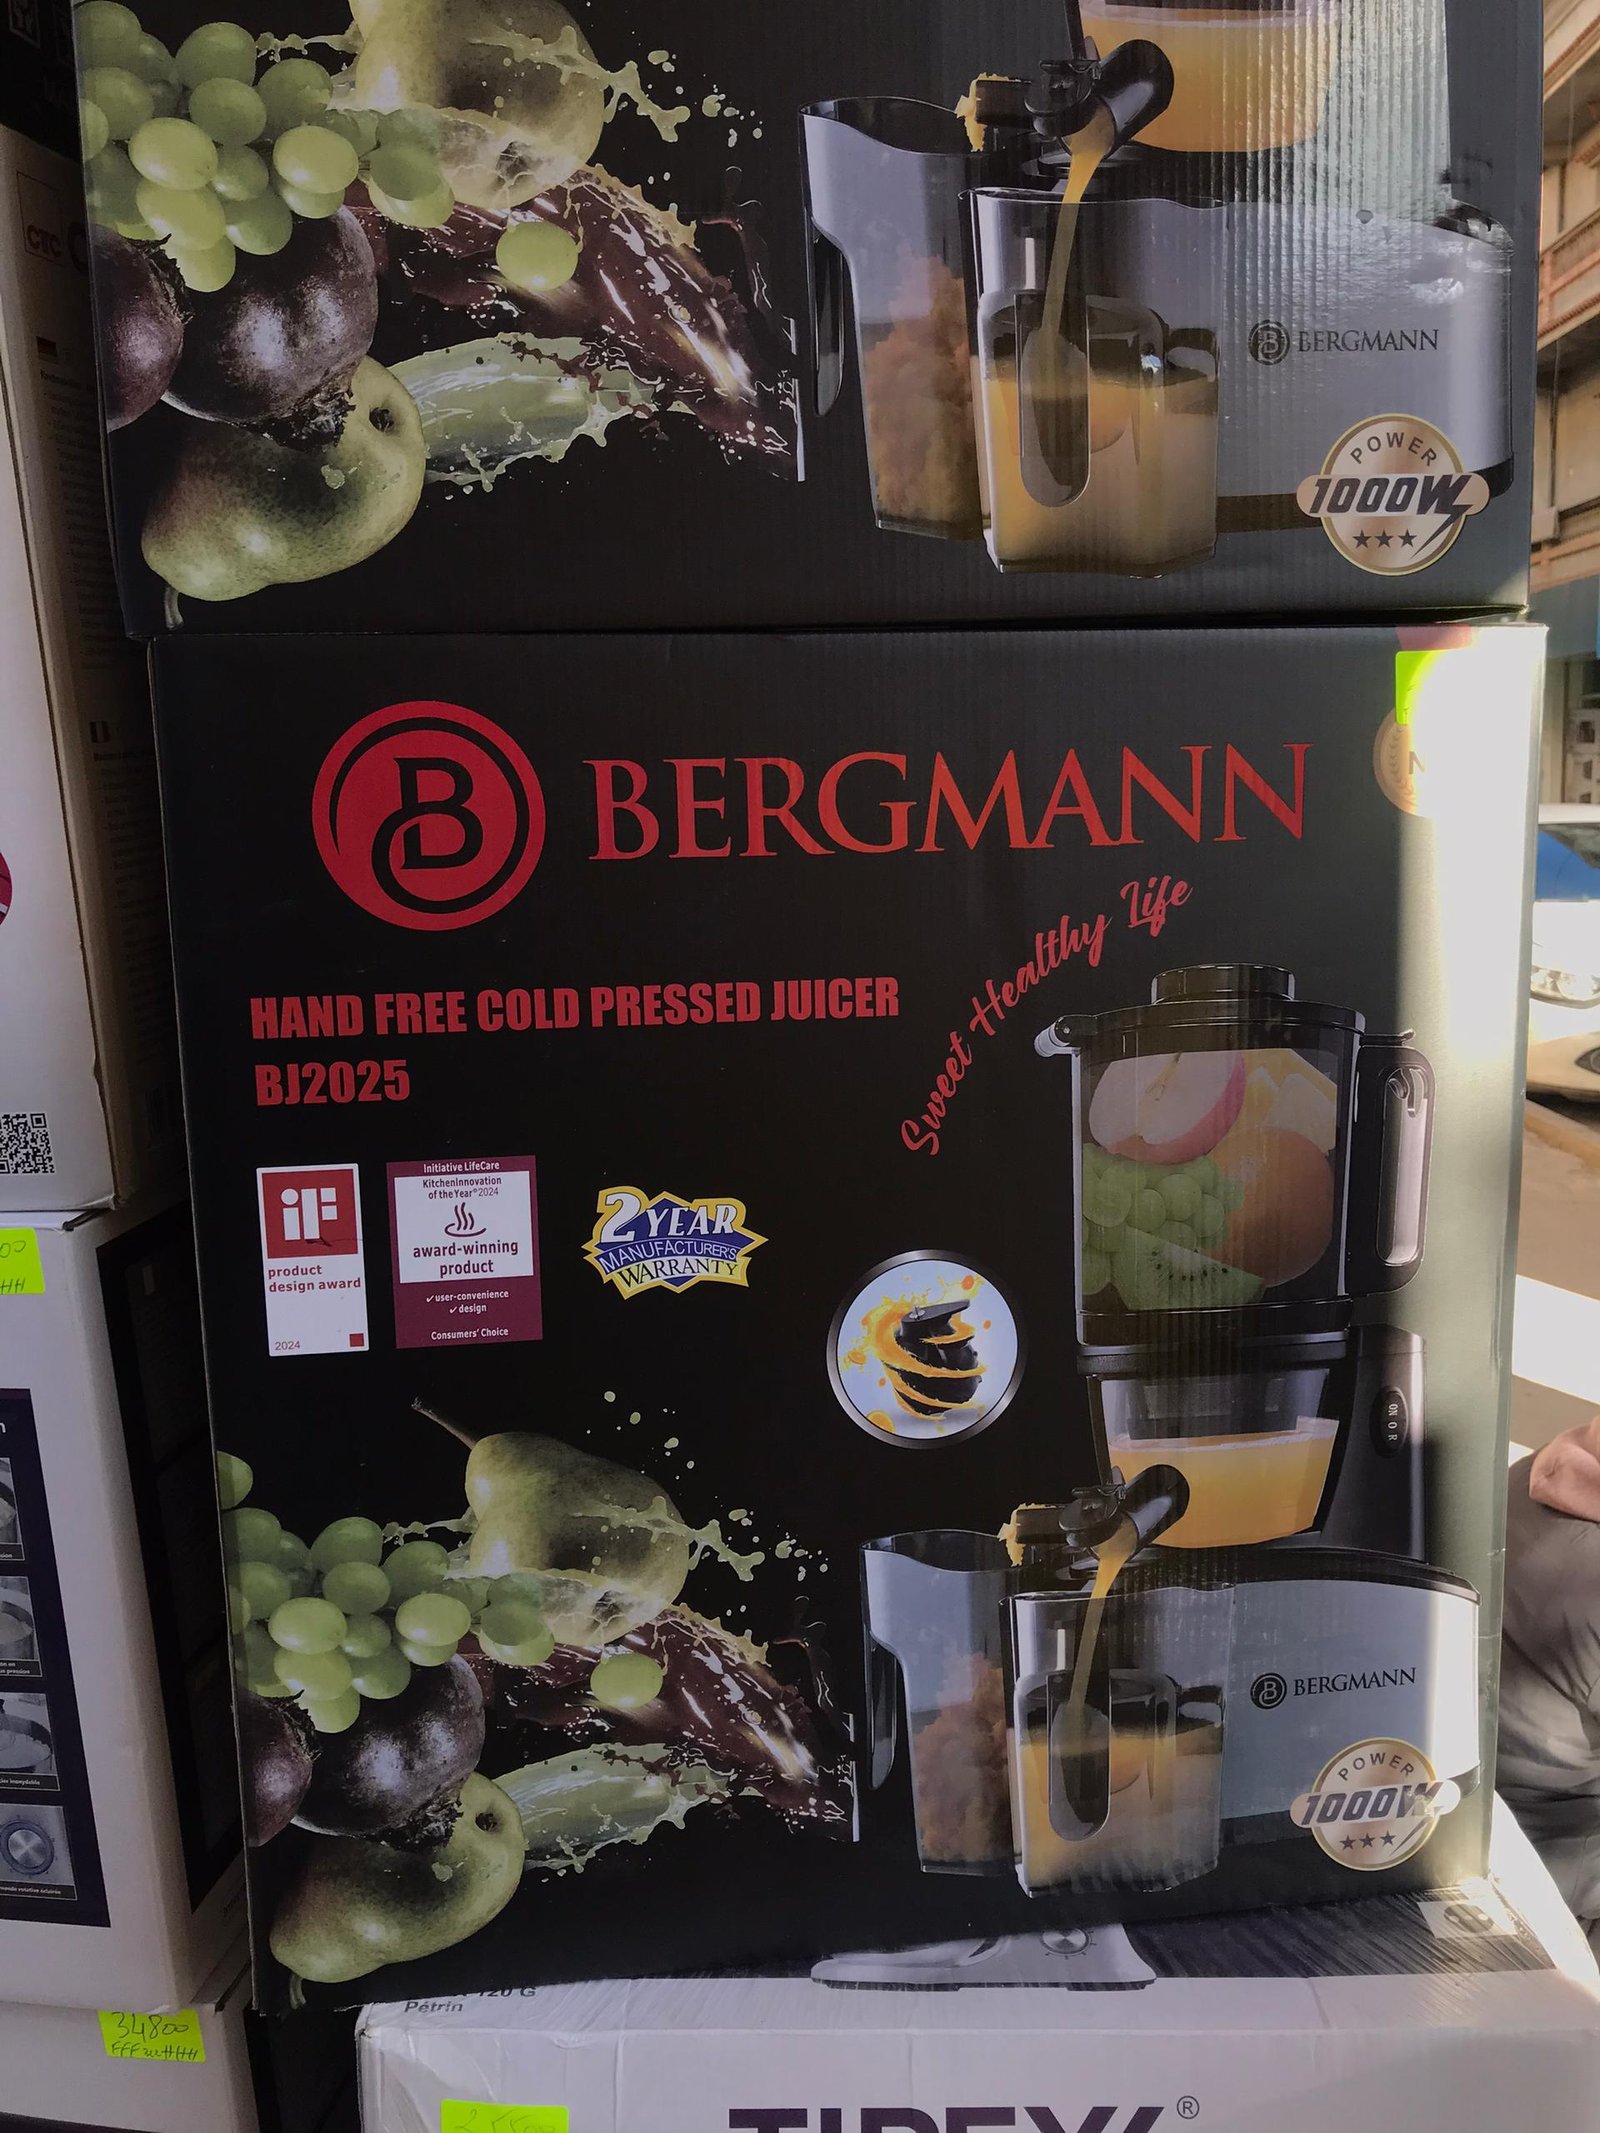 BERGMANN
POWER
1000W
BERGMANN
Sweet Healthy Life
HAND FREE COLD PRESSED JUICER
BJ2025
iF
product
design award
2024
Initiative LifeCare
KitchenInnovation
of the Year® 2024
award-winning
product
✓ user-convenience
✓ design
Consumers' Choice
2 YEAR
MANUFACTURER'S
WARRANTY
ON O R
BERGMANN
POWER
1000W
CTC
34800
120 G
Pétrin
®